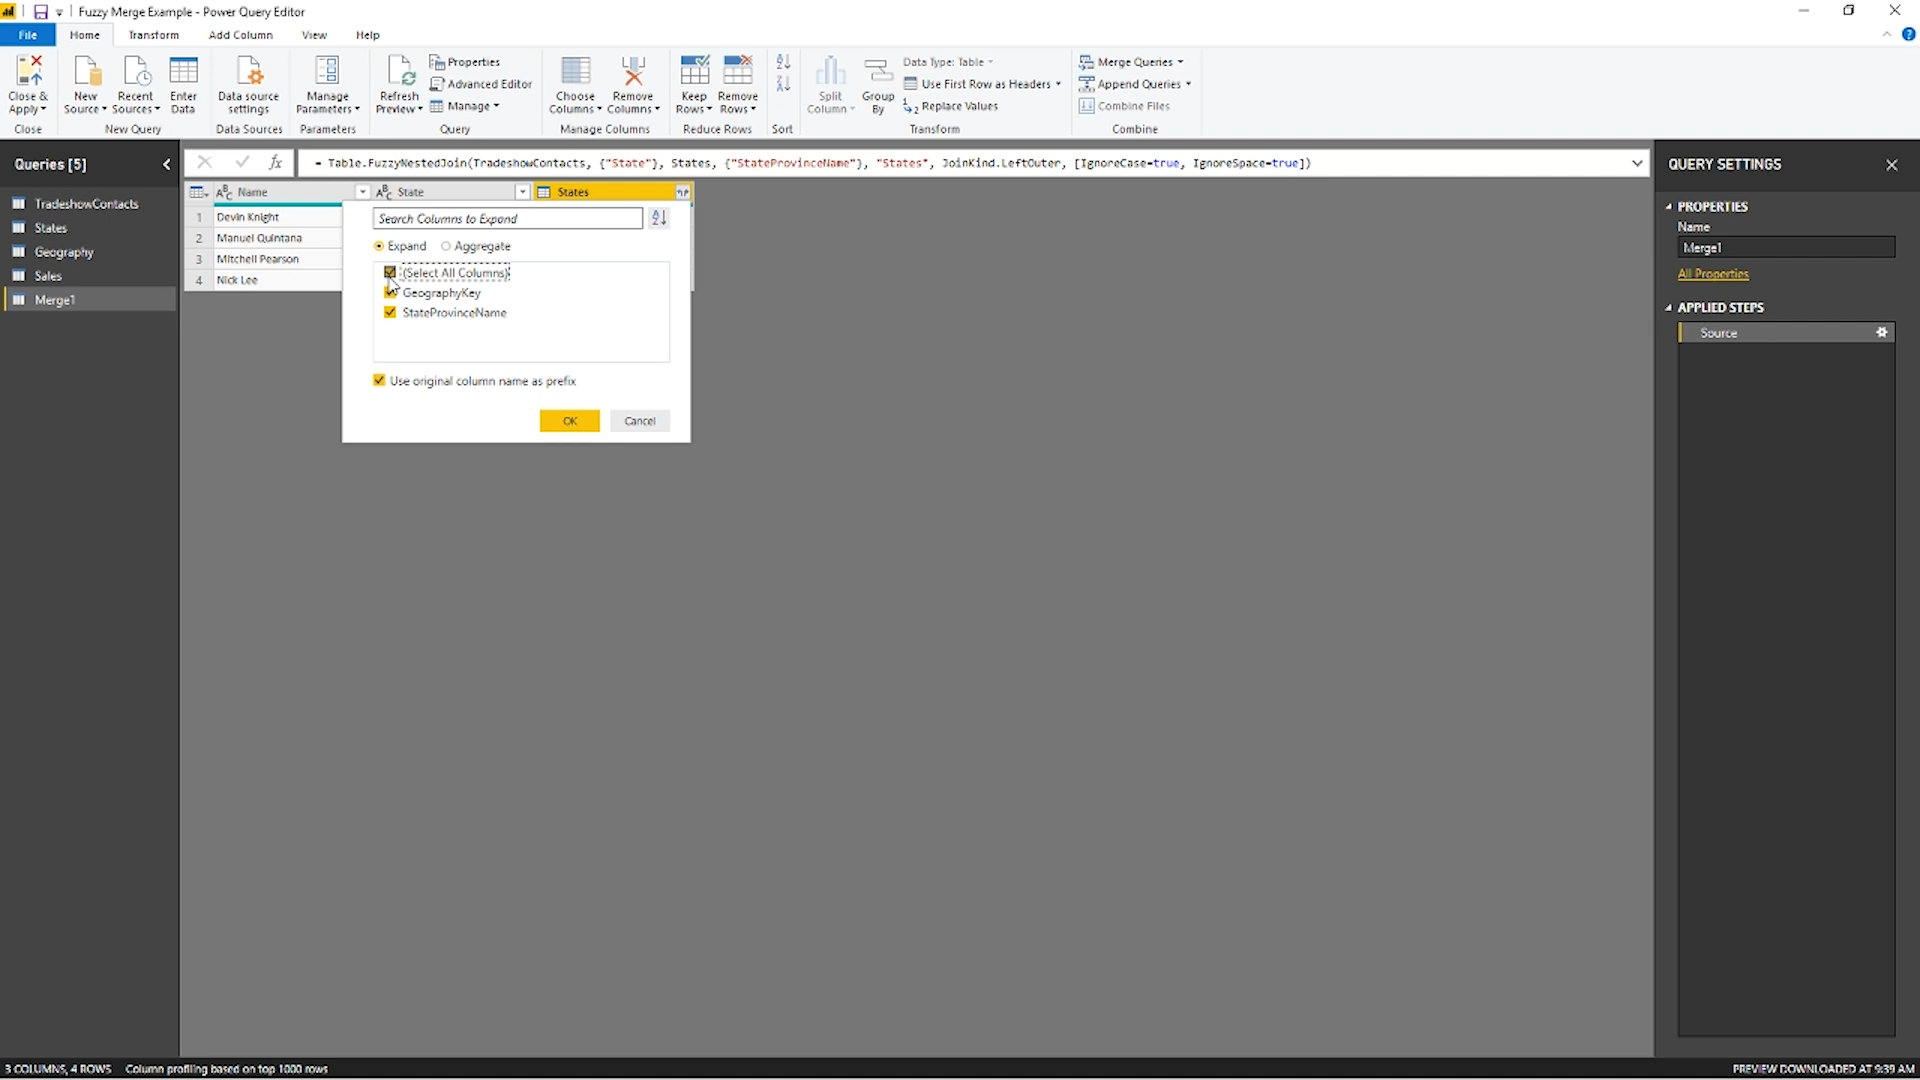 Fuzzy Merge Example - Power Query Editor
File Home Transform Add Column View Help
Close & Apply
New Source
Recent Sources
Enter Data
Data source settings
Manage Parameters
Refresh Preview
Properties
Advanced Editor
Manage
Choose Columns
Remove Columns
Keep Rows
Remove Rows
Split Column
Group By
Data Type: Table
Use First Row as Headers
Replace Values
Merge Queries
Append Queries
Combine Files
Close New Query Data Sources Parameters Query Manage Columns Reduce Rows Sort Transform Combine
Queries [5]
TradeshowContacts
States
Geography
Sales
Merge1
fx = Table.FuzzyNestedJoin(TradeshowContacts, {"State"}, States, {"StateProvinceName"}, "States", JoinKind.LeftOuter, [IgnoreCase=true, IgnoreSpace=true])
Name State States
1 Devin Knight
2 Manuel Quintana
3 Mitchell Pearson
4 Nick Lee
Search Columns to Expand
Expand Aggregate
(Select All Columns)
GeographyKey
StateProvinceName
Use original column name as prefix
OK Cancel
QUERY SETTINGS
PROPERTIES
Name
Merge1
All Properties
APPLIED STEPS
Source
3 COLUMNS, 4 ROWS Column profiling based on top 1000 rows
PREVIEW DOWNLOADED AT 9:39 AM